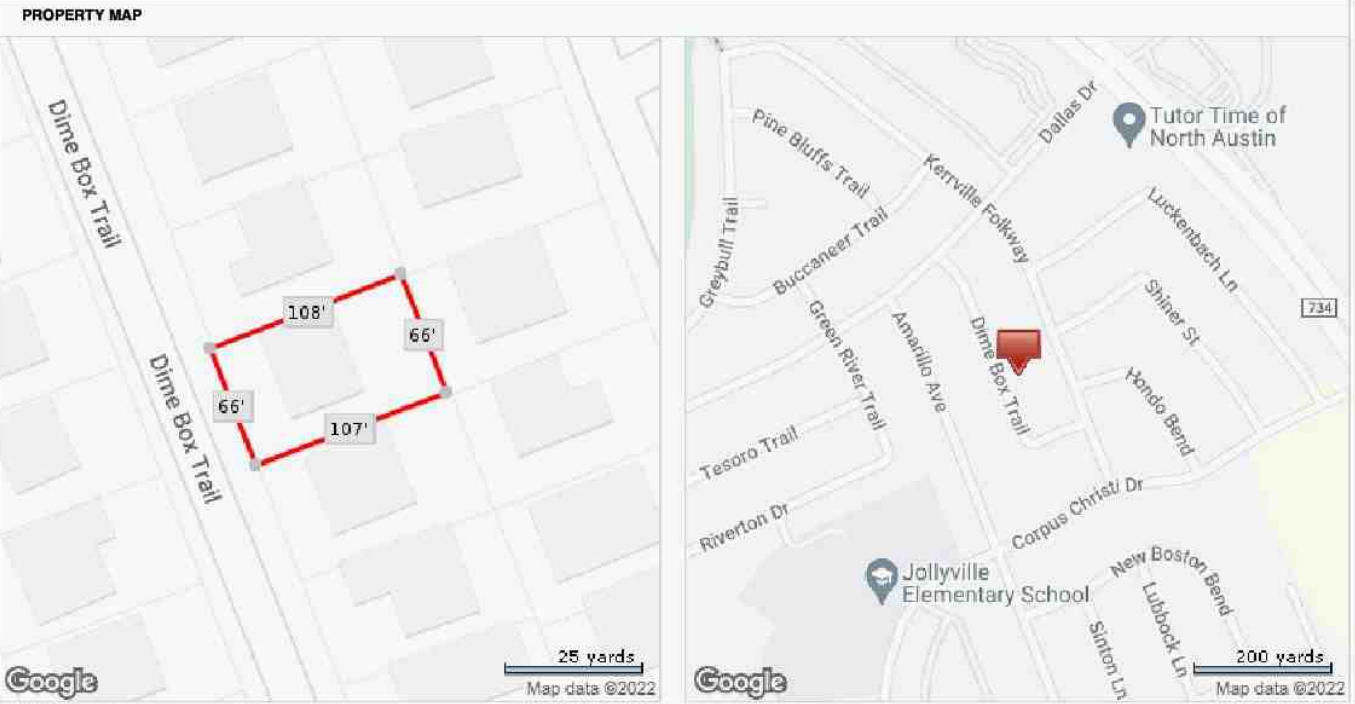 PROPERTY MAP
Dime Box Trail
108'
66'
66'
107'
Dime Box Trail
25 yards
Google
Map data ©2022
Dallas Dr
Tutor Time of
North Austin
Pine Bluffs Trail
Kerrville Folkway
Luckenbach Ln
Greybull Trail
Buccaneer Trail
Shiner St
734
Green River Trail
Amarillo Ave
Dime Box Trail
Hondo Bend
Tesoro Trail
Riverton Dr
Corpus Christi Dr
Jollyville
Elementary School
New Boston Bend
Lubbock Ln
Sinton Ln
200 yards
Google
Map data ©2022